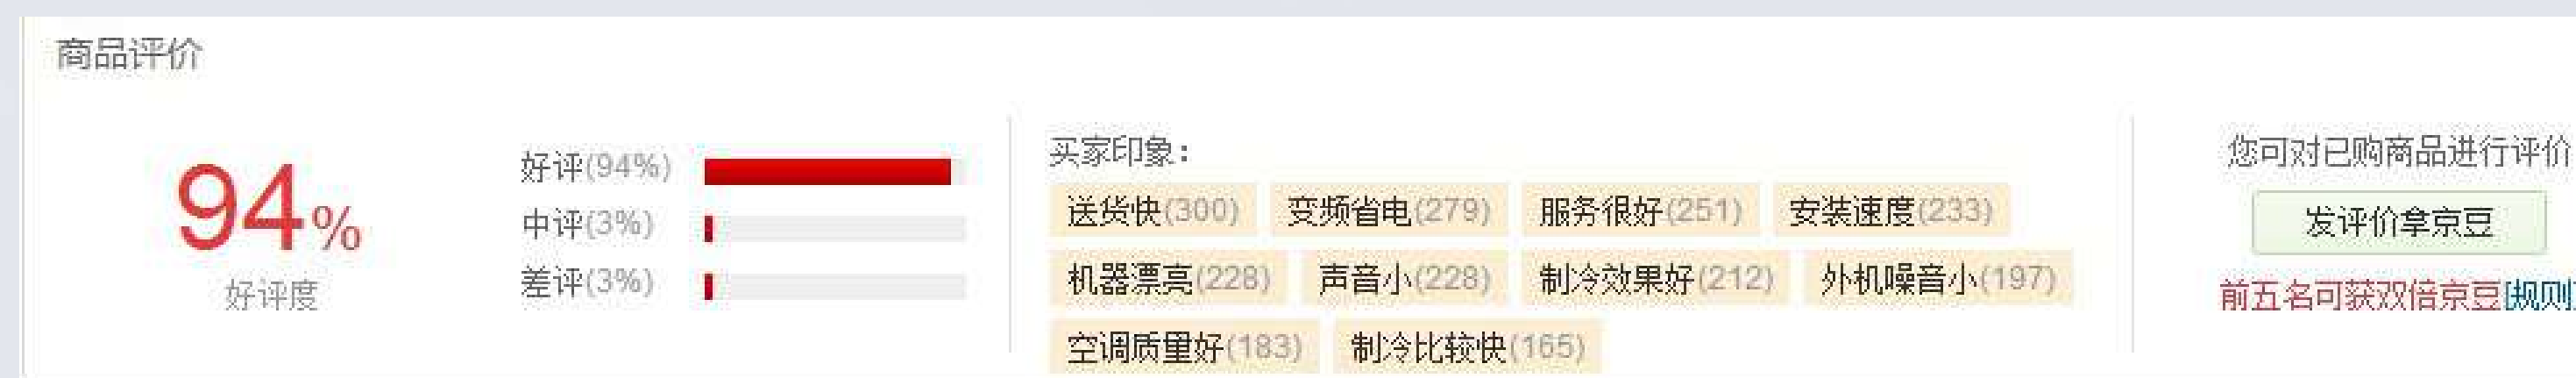 商品评价
94%
好评度
好评(94%)
中评(3%)
差评(3%)
买家印象：
送货快(300) 变频省电(279) 服务很好(251) 安装速度(233)
机器漂亮(228) 声音小(228) 制冷效果好(212) 外机噪音小(197)
空调质量好(183) 制冷比较快(165)
您可对已购商品进行评价
发评价拿京豆
前五名可获双倍京豆[规则]